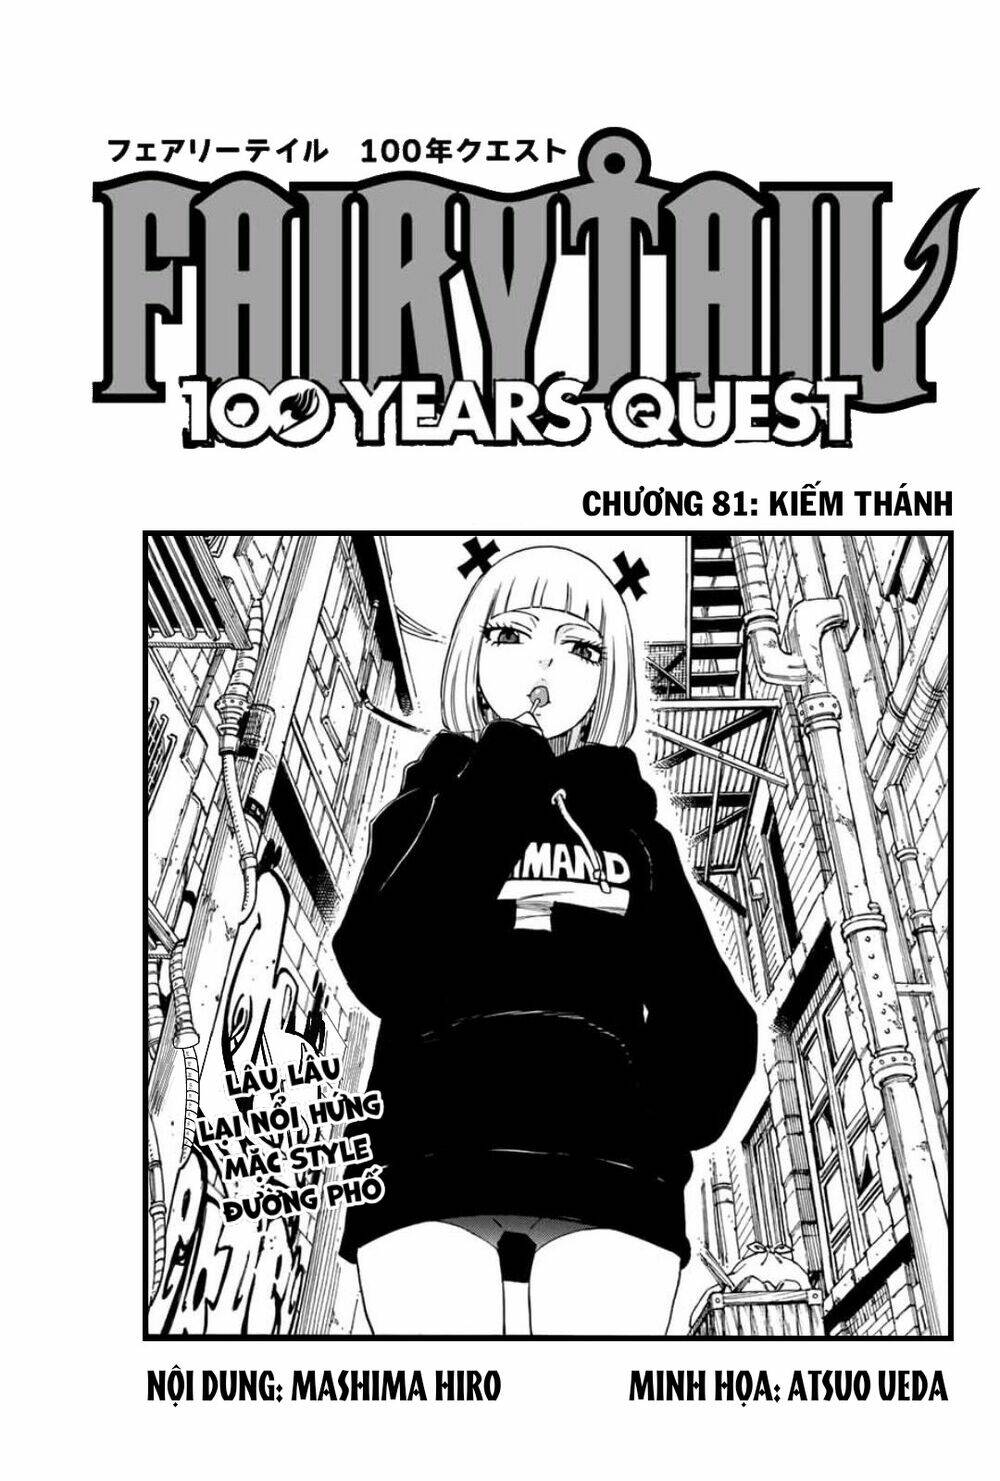 フェアリーテイル 100年クエスト
FAIRY TAIL
100 YEARS QUEST
CHƯƠNG 81: KIẾM THÁNH
MMAND
LÂU LÂU
LẠI NỔI HỨNG
MẶC STYLE
ĐƯỜNG PHỐ
NỘI DUNG: MASHIMA HIRO
MINH HỌA: ATSUO UEDA